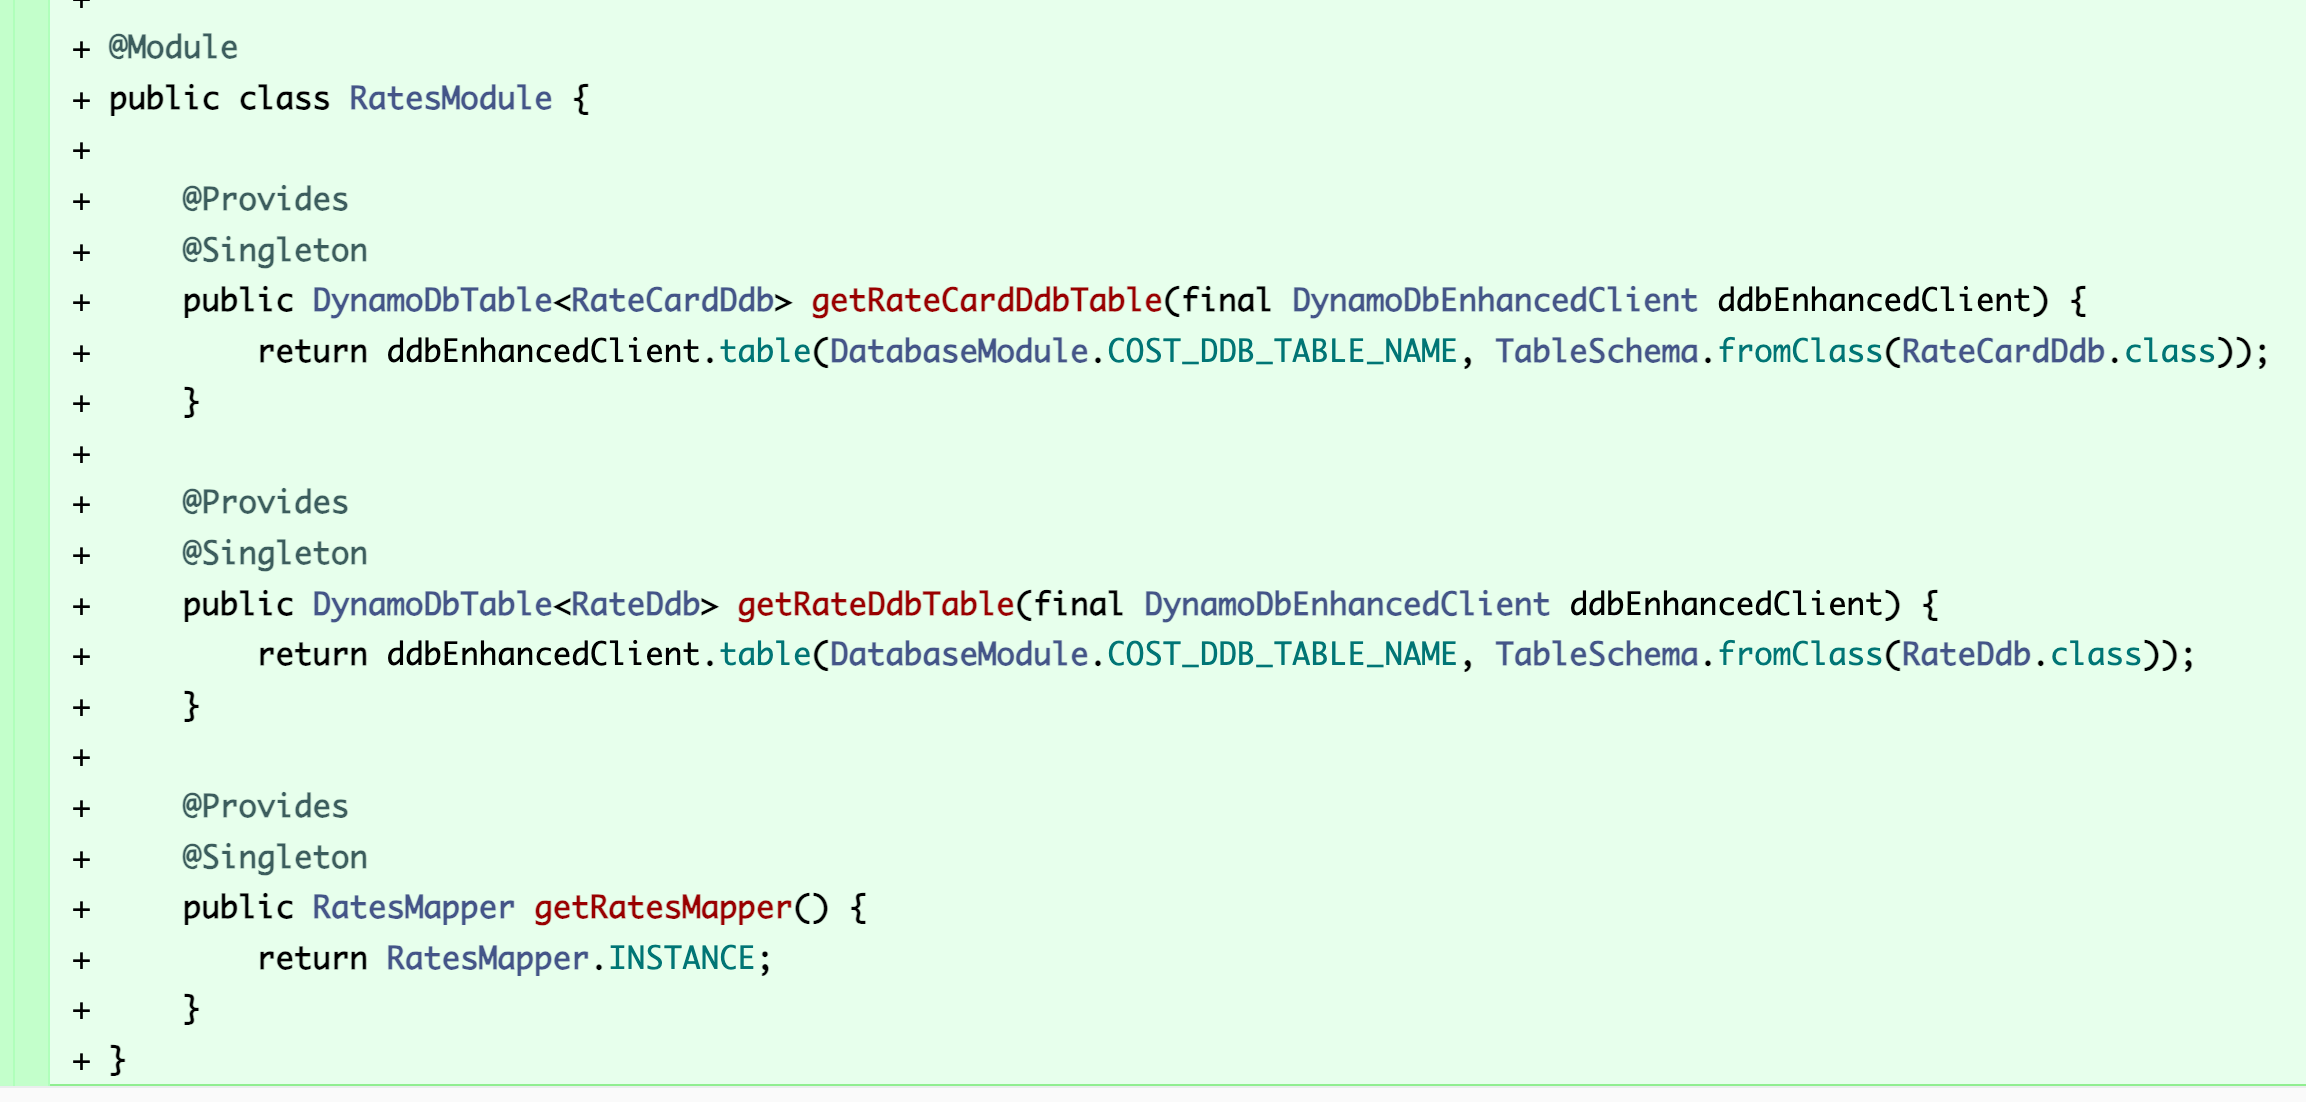 +
+ @Module
+ public class RatesModule {
+
+     @Provides
+     @Singleton
+     public DynamoDbTable<RateCardDdb> getRateCardDdbTable(final DynamoDbEnhancedClient ddbEnhancedClient) {
+         return ddbEnhancedClient.table(DatabaseModule.COST_DDB_TABLE_NAME, TableSchema.fromClass(RateCardDdb.class));
+     }
+
+     @Provides
+     @Singleton
+     public DynamoDbTable<RateDdb> getRateDdbTable(final DynamoDbEnhancedClient ddbEnhancedClient) {
+         return ddbEnhancedClient.table(DatabaseModule.COST_DDB_TABLE_NAME, TableSchema.fromClass(RateDdb.class));
+     }
+
+     @Provides
+     @Singleton
+     public RatesMapper getRatesMapper() {
+         return RatesMapper.INSTANCE;
+     }
+ }